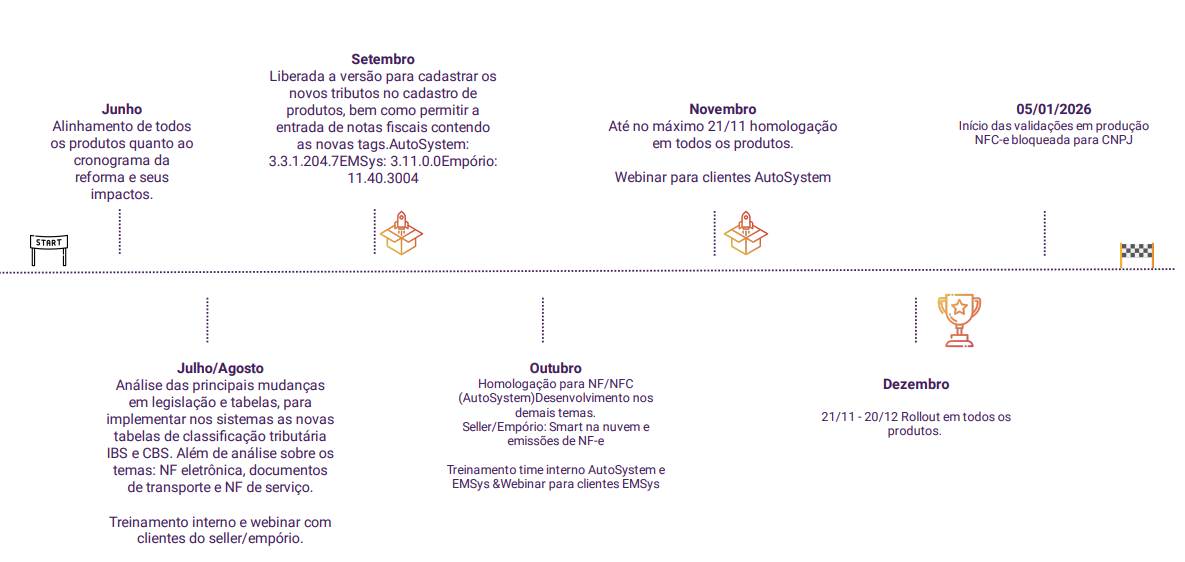 Junho
Alinhamento de todos
os produtos quanto ao
cronograma da
reforma e seus
impactos.
Setembro
Liberada a versão para cadastrar os
novos tributos no cadastro de
produtos, bem como permitir a
entrada de notas fiscais contendo
as novas tags.AutoSystem:
3.3.1.204.7EMSys: 3.11.0.0Empório:
11.40.3004
Novembro
Até no máximo 21/11 homologação
em todos os produtos.
Webinar para clientes AutoSystem
05/01/2026
Início das validações em produção
NFC-e bloqueada para CNPJ
START
Julho/Agosto
Análise das principais mudanças
em legislação e tabelas, para
implementar nos sistemas as novas
tabelas de classificação tributária
IBS e CBS. Além de análise sobre os
temas: NF eletrônica, documentos
de transporte e NF de serviço.
Treinamento interno e webinar com
clientes do seller/empório.
Outubro
Homologação para NF/NFC
(AutoSystem)Desenvolvimento nos
demais temas.
Seller/Empório: Smart na nuvem e
emissões de NF-e
Treinamento time interno AutoSystem e
EMSys &Webinar para clientes EMSys
Dezembro
21/11 - 20/12 Rollout em todos os
produtos.